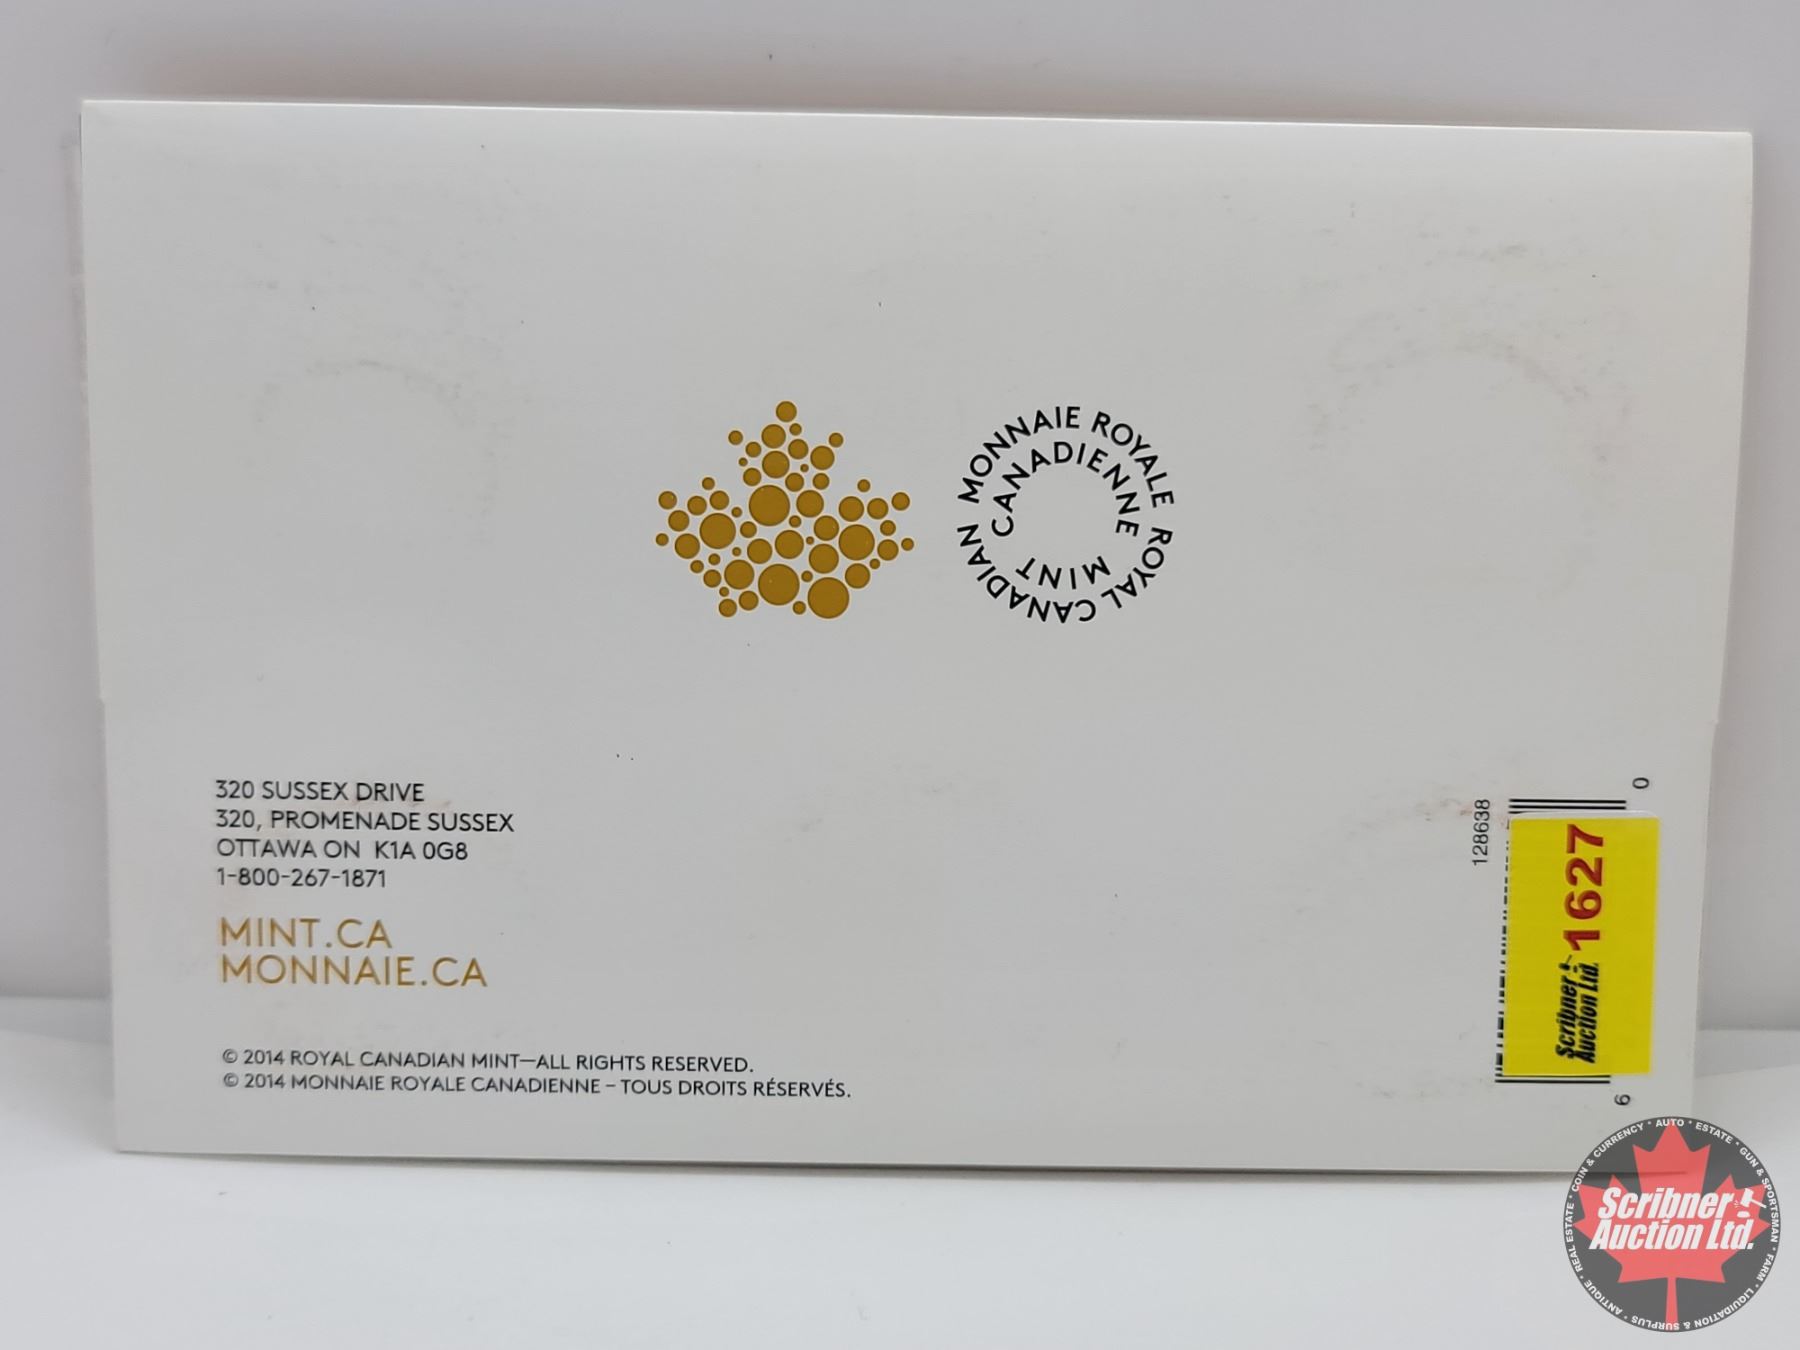 MONNAIE ROYALE
CANADIENNE
ROYAL CANADIAN
MINT
320 SUSSEX DRIVE
320, PROMENADE SUSSEX
OTTAWA ON K1A 0G8
1-800-267-1871
MINT.CA
MONNAIE.CA
© 2014 ROYAL CANADIAN MINT—ALL RIGHTS RESERVED.
© 2014 MONNAIE ROYALE CANADIENNE – TOUS DROITS RÉSERVÉS.
128638
0
6
Scribner
Auction Ltd.
1627
COIN & CURRENCY • AUTO • ESTATE • GUN & SPORTSMAN • FARM • LIQUIDATION & SURPLUS • ANTIQUE • REAL ESTATE •
Scribner
Auction Ltd.